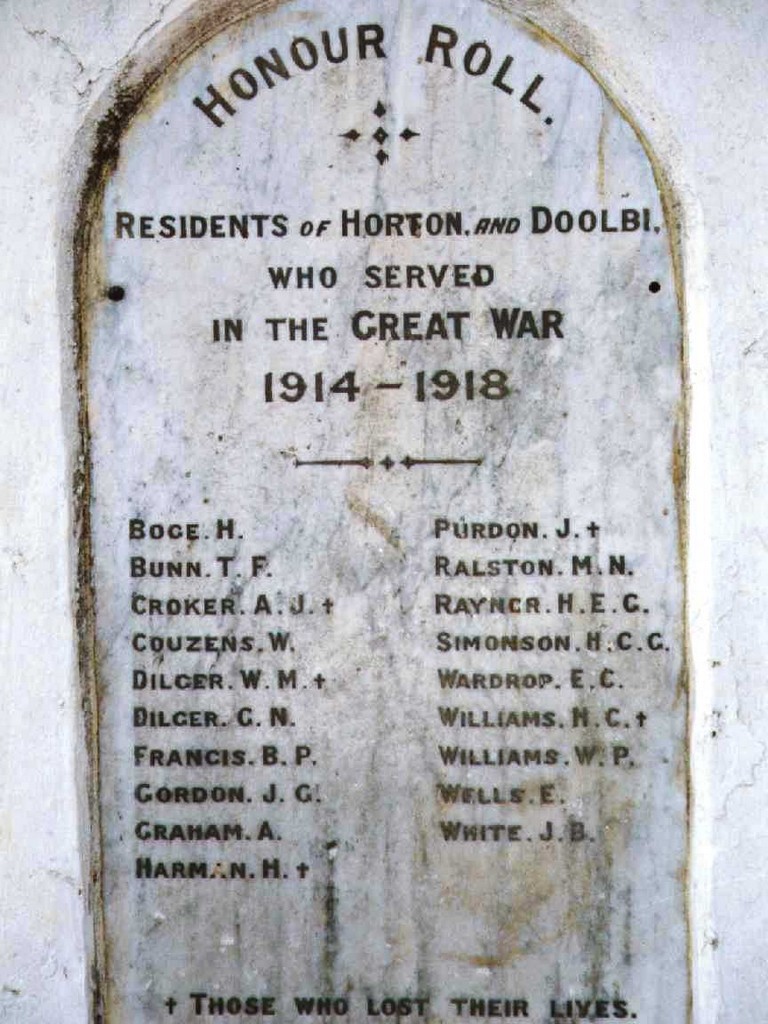 HONOUR ROLL.
RESIDENTS OF HORTON. AND DOOLBI,
WHO SERVED
IN THE GREAT WAR
1914 – 1918
BOGE. H.
BUNN. T. F.
CROKER. A. J. †
COUZENS. W.
DILGER. W. M. †
DILGER. G. N.
FRANCIS. B. P.
GORDON. J. G.
GRAHAM. A.
HARMAN. H. †
PURDON. J. †
RALSTON. M. N.
RAYNER. H. E. G.
SIMONSON. H. C. G.
WARDROP. E. C.
WILLIAMS. H. C. †
WILLIAMS. W. P.
WELLS. E.
WHITE. J. B.
† THOSE WHO LOST THEIR LIVES.